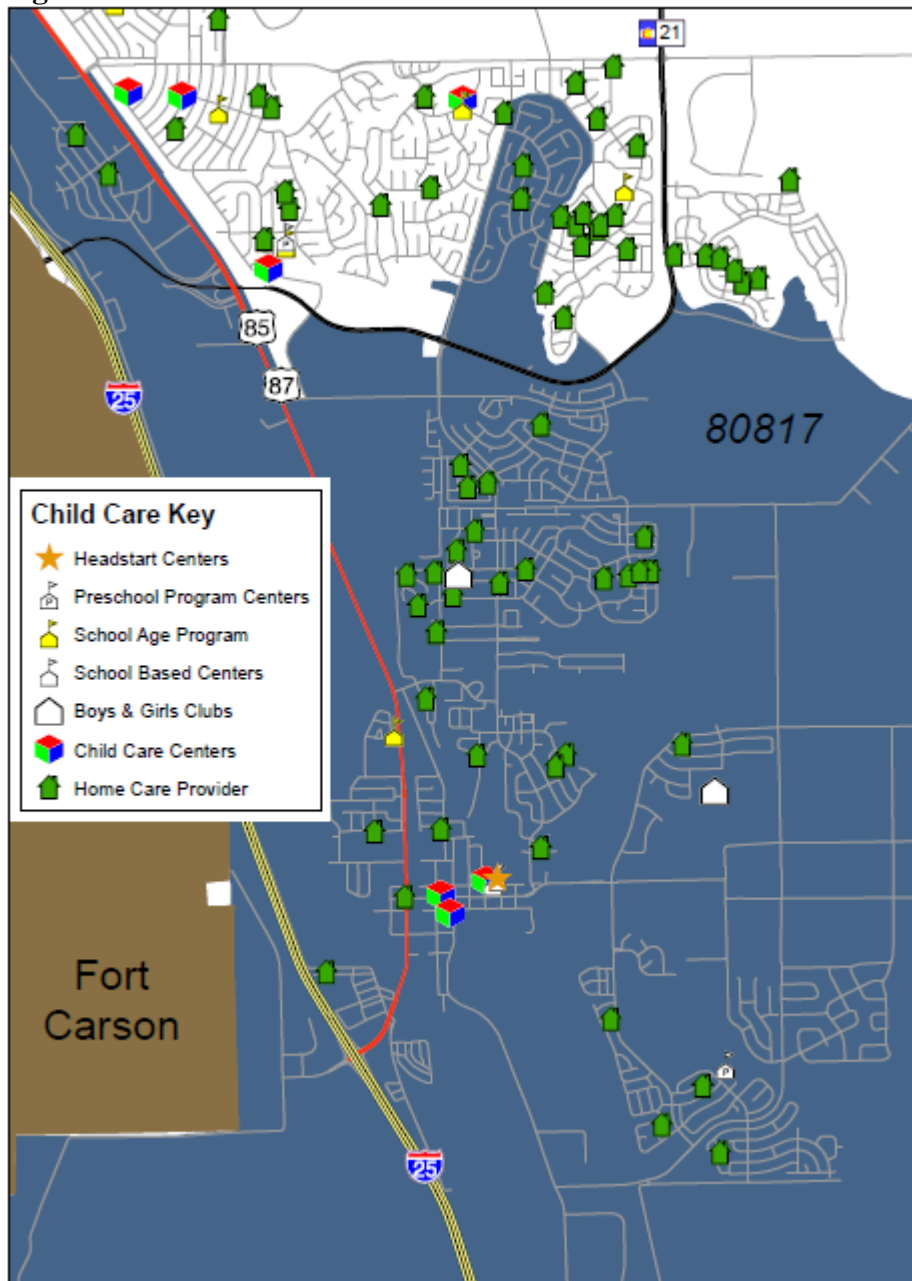 21
85
87
25
80817
Child Care Key
Headstart Centers
P
Preschool Program Centers
School Age Program
School Based Centers
Boys & Girls Clubs
Child Care Centers
Home Care Provider
Fort
Carson
25